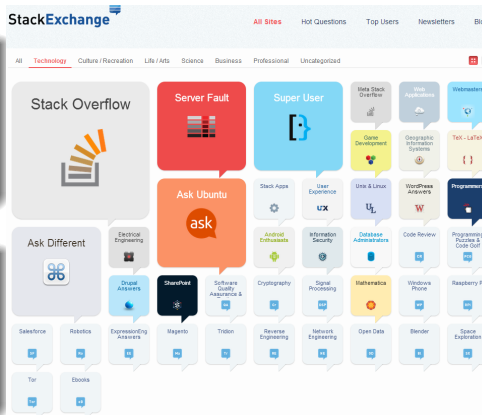 StackExchange
All Sites Hot Questions Top Users Newsletters
All Technology Culture / Recreation Life / Arts Science Business Professional Uncategorized
Stack Overflow
Server Fault
Super User
Meta Stack
Overflow
Web
Applications
Webmasters
Game
Development
Geographic
Information
Systems
TeX - LaTeX
Ask Ubuntu
ask
Stack Apps
User
Experience
UX
Unix & Linux
WordPress
Answers
W
Programmers
Ask Different
Electrical
Engineering
Android
Enthusiasts
Information
Security
Database
Administrators
Code Review
Programming
Puzzles &
Code Golf
Drupal
Answers
SharePoint
Software
Quality
Assurance &
Cryptography
Signal
Processing
Mathematica
Windows
Phone
Raspberry
Salesforce
Robotics
ExpressionEng
Answers
Magento
Tridion
Reverse
Engineering
Network
Engineering
Open Data
Blender
Space
Exploration
Tor
Ebooks